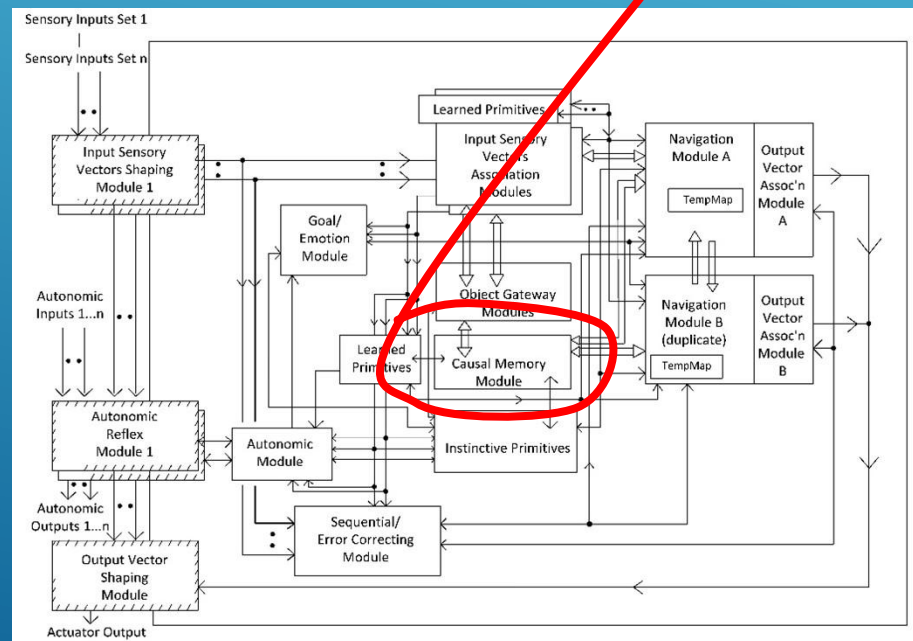 Sensory Inputs Set 1
Sensory Inputs Set n
Learned Primitives
Input Sensory
Vectors Shaping
Module 1
Input Sensory
Vectors
Association
Modules
Navigation
Module A
TempMap
Output
Vector
Assoc'n
Module
A
Goal/
Emotion
Module
Object Gateway
Modules
Navigation
Module B
(duplicate)
TempMap
Output
Vector
Assoc'n
Module
B
Autonomic
Inputs 1...n
Learned
Primitives
Causal Memory
Module
Autonomic
Reflex
Module 1
Autonomic
Module
Instinctive Primitives
Autonomic
Outputs 1...n
Sequential/
Error Correcting
Module
Output Vector
Shaping
Module
Actuator Output